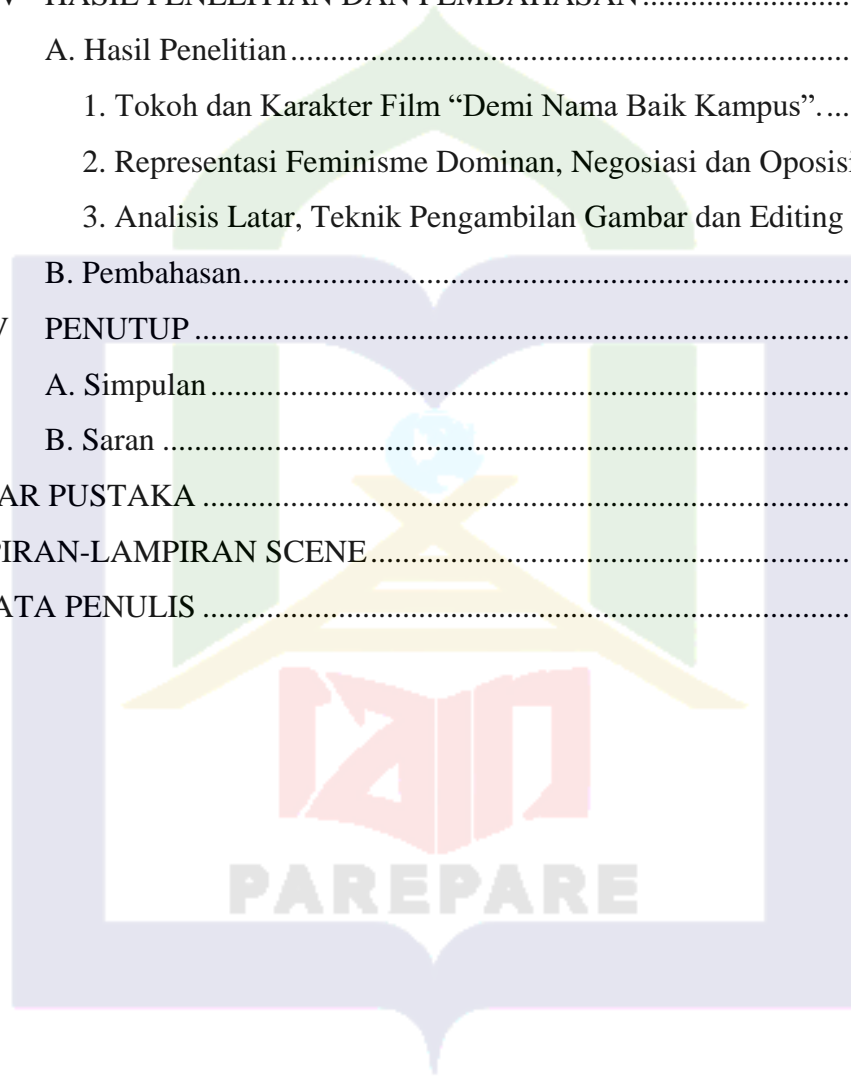 HASIL PENELITIAN DAN PEMBAHASAN..............................
A. Hasil Penelitian..............................................................................
1. Tokoh dan Karakter Film “Demi Nama Baik Kampus”....
2. Representasi Feminisme Dominan, Negosiasi dan Oposisi
3. Analisis Latar, Teknik Pengambilan Gambar dan Editing
B. Pembahasan....................................................................................
V PENUTUP..........................................................................................
A. Simpulan........................................................................................
B. Saran..............................................................................................
AR PUSTAKA.........................................................................................
PIRAN-LAMPIRAN SCENE................................................................
ATA PENULIS.........................................................................................
iain
PAREPARE